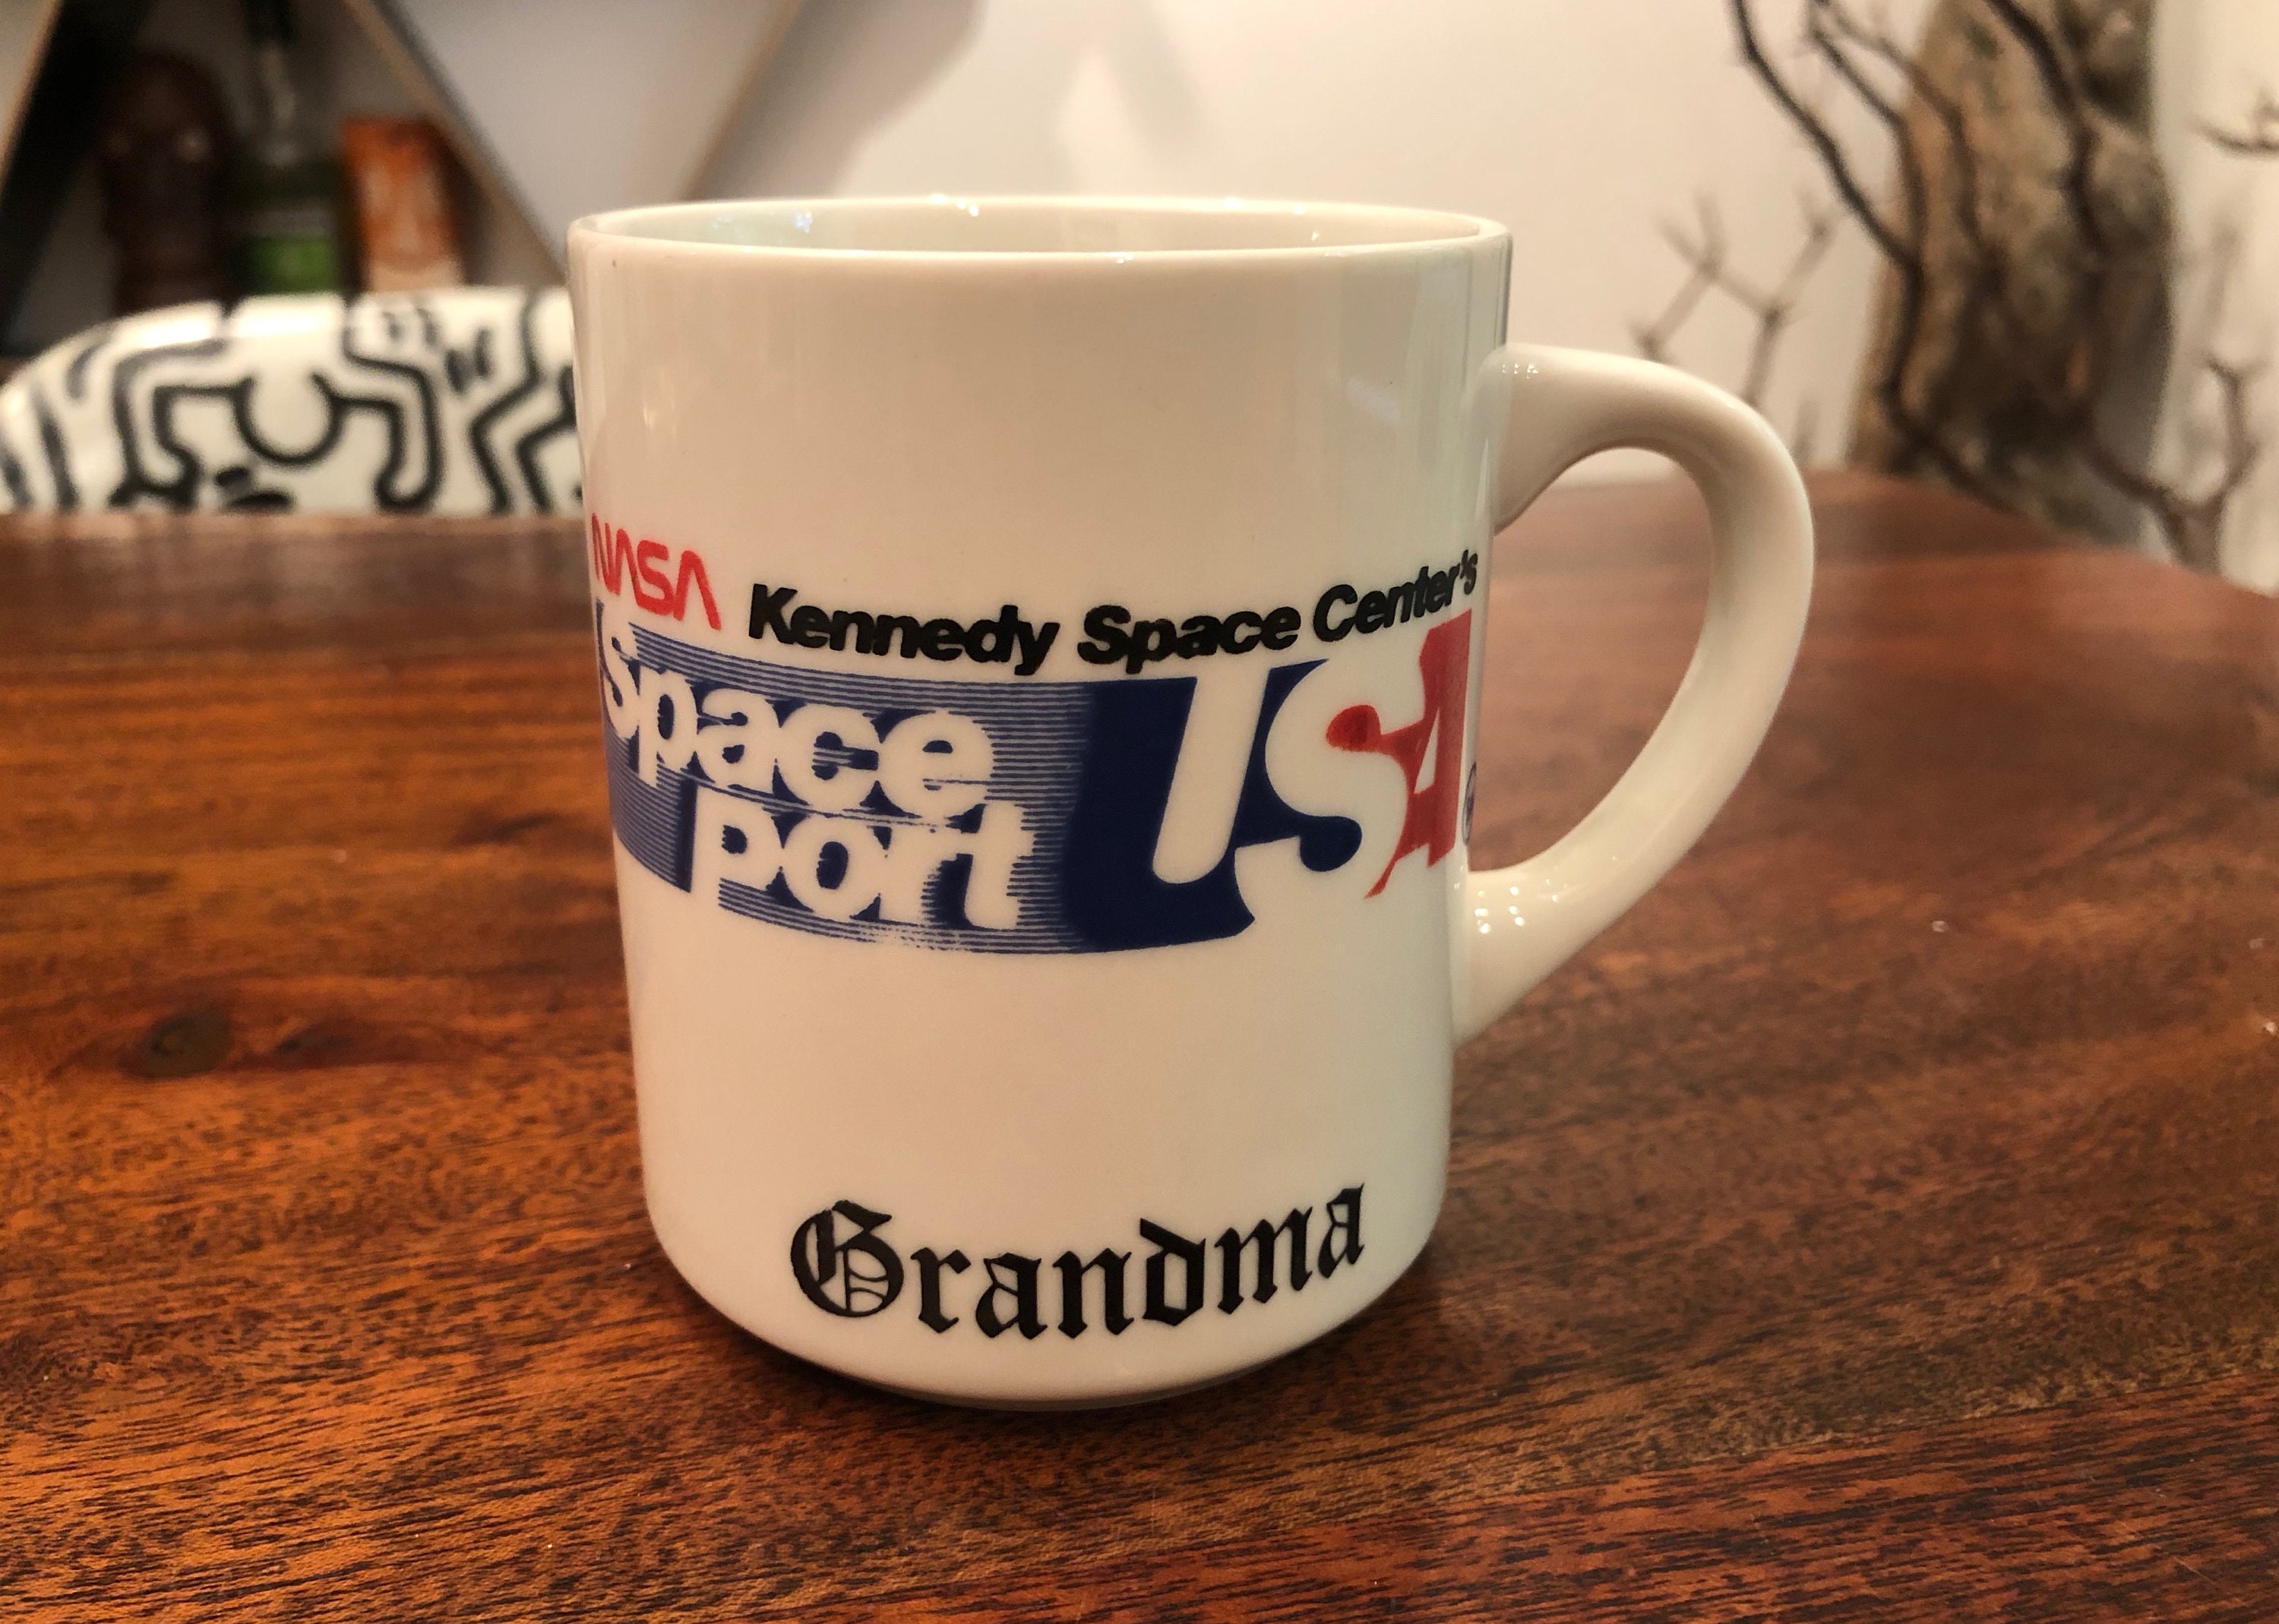 NASA Kennedy Space Center's
Space
Port
USA
Grandma